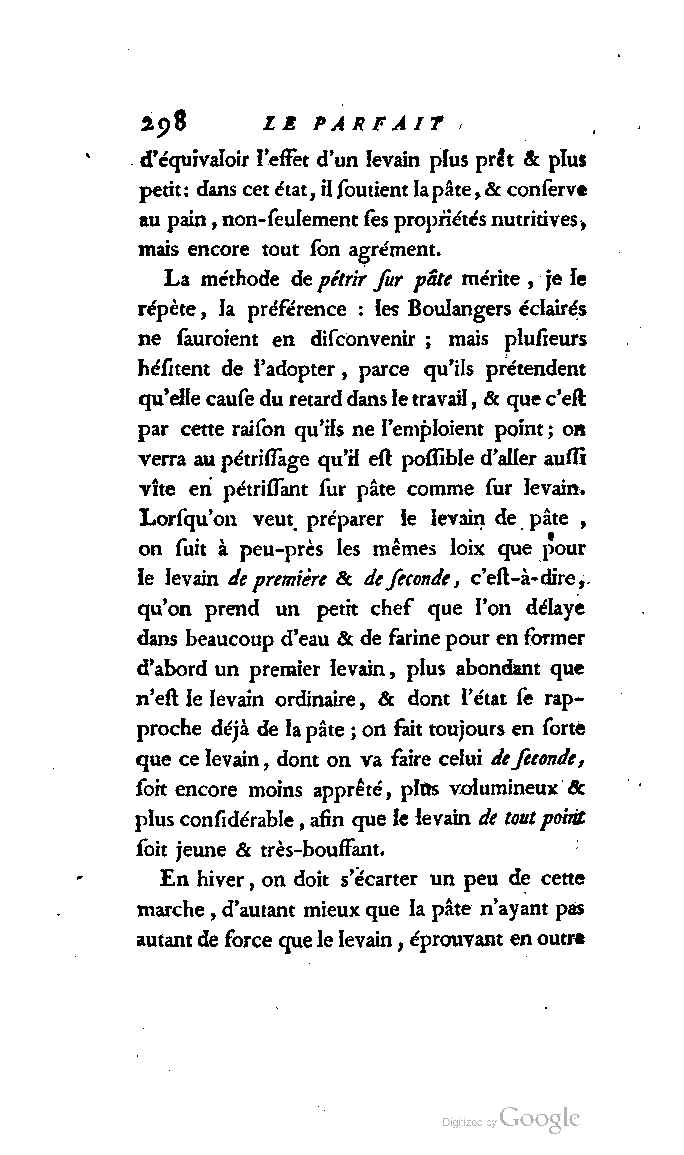 298 LE PARFAIT
d'équivaloir l'effet d'un levain plus prêt & plus
petit: dans cet état, il ſoutient la pâte, & conſerve
au pain, non-ſeulement ſes propriétés nutritives,
mais encore tout ſon agrément.
La méthode de pétrir ſur pâte mérite, je le
répète, la préférence : les Boulangers éclairés
ne ſauroient en diſconvenir ; mais pluſieurs
héſitent de l'adopter, parce qu'ils prétendent
qu'elle cauſe du retard dans le travail, & que c'eſt
par cette raiſon qu'ils ne l'emploient point; on
verra au pétriſſage qu'il eſt poſſible d'aller auſſi
vîte en pétriſſant ſur pâte comme ſur levain.
Lorſqu'on veut préparer le levain de pâte,
on ſuit à peu-près les mêmes loix que pour
le levain de première & de ſeconde, c'eſt-à-dire,
qu'on prend un petit chef que l'on délaye
dans beaucoup d'eau & de farine pour en former
d'abord un premier levain, plus abondant que
n'eſt le levain ordinaire, & dont l'état ſe rap-
proche déjà de la pâte ; on fait toujours en ſorte
que ce levain, dont on va faire celui de ſeconde,
ſoit encore moins apprêté, plus volumineux &
plus conſidérable, afin que le levain de tout point
ſoit jeune & très-bouffant.
En hiver, on doit s'écarter un peu de cette
marche, d'autant mieux que la pâte n'ayant pas
autant de force que le levain, éprouvant en outre
Digitized by Google